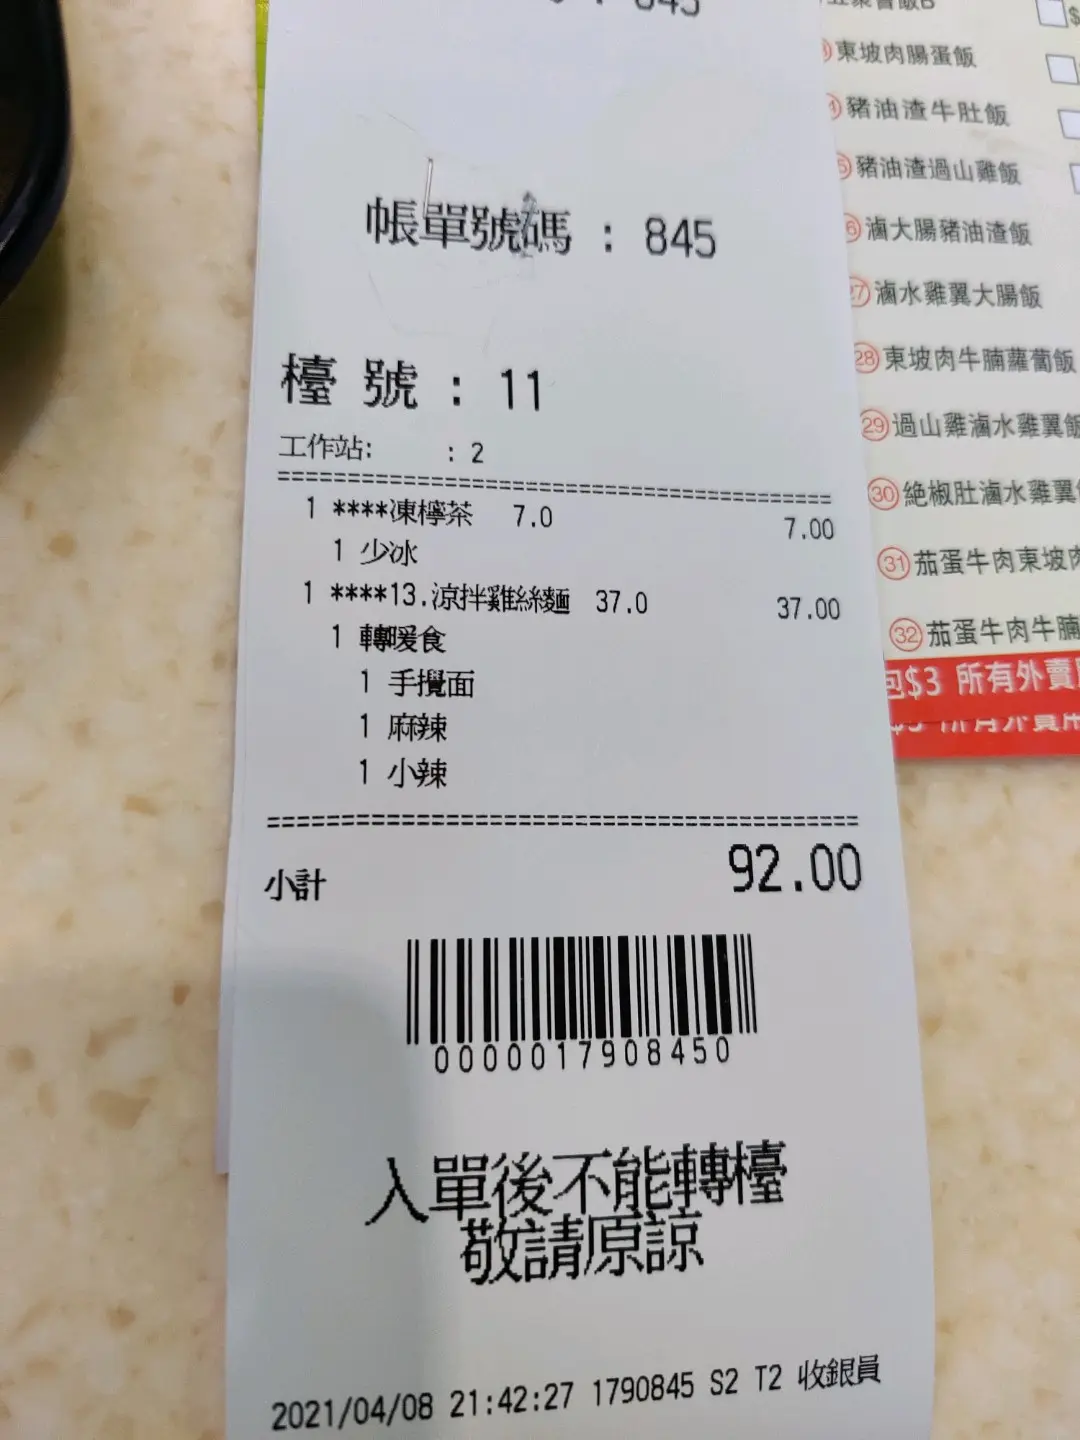 845
帳單號碼 : 845
檯 號 : 11
工作站: : 2
1 ****凍檸茶 7.0 7.00
1 少冰
1 ****13.涼拌雞絲麵 37.0 37.00
1 轉暖食
1 手攪面
1 麻辣
1 小辣
小計 92.00
0000017908450
入單後不能轉檯
敬請原諒
2021/04/08 21:42:27 1790845 S2 T2 收銀員
東坡肉腸蛋飯
豬油渣牛肚飯
豬油渣過山雞飯
滷大腸豬油渣飯
滷水雞翼大腸飯
28 東坡肉牛腩蘿蔔飯
29 過山雞滷水雞翼飯
30 絕椒肚滷水雞翼
31 茄蛋牛肉東坡肉
32 茄蛋牛肉牛腩
包$3 所有外賣